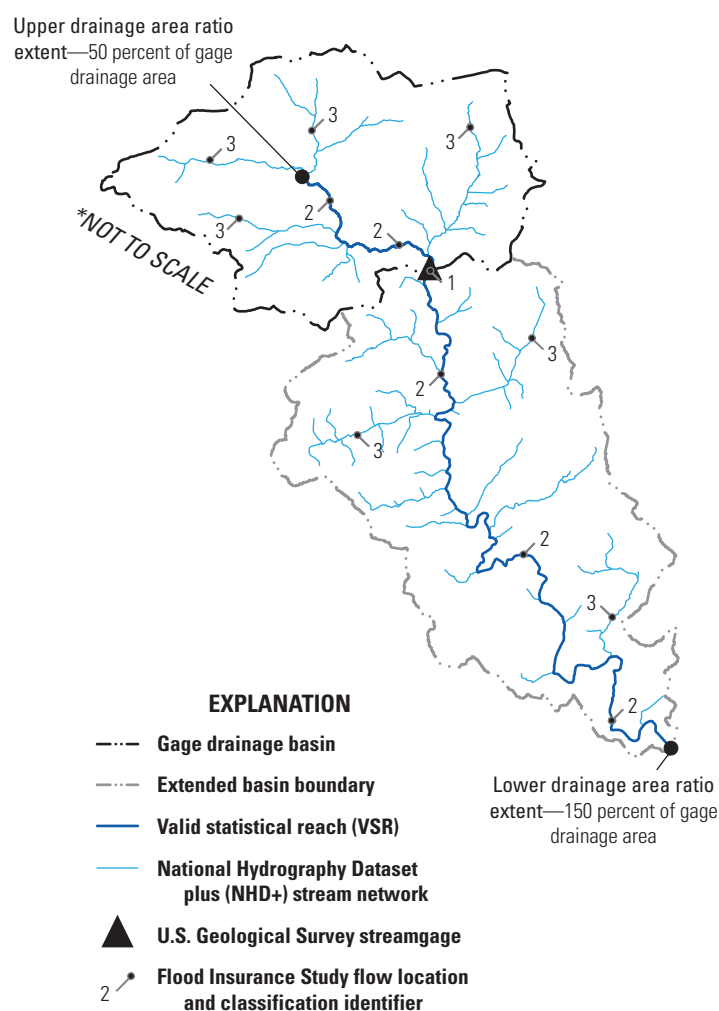 Upper drainage area ratio
extent—50 percent of gage
drainage area
3
3
3
2
3
2
*NOT TO SCALE
1
3
2
3
2
3
2
Lower drainage area ratio
extent—150 percent of gage
drainage area
EXPLANATION
Gage drainage basin
Extended basin boundary
Valid statistical reach (VSR)
National Hydrography Dataset
plus (NHD+) stream network
U.S. Geological Survey streamgage
2
Flood Insurance Study flow location
and classification identifier